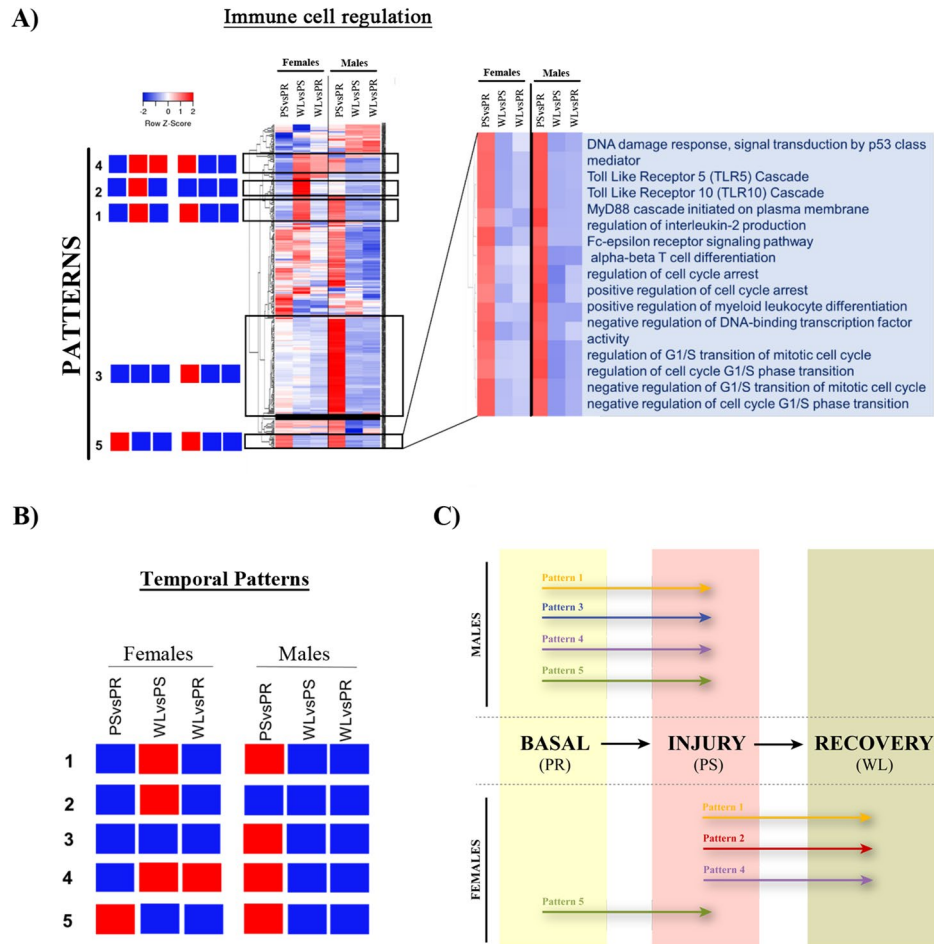 A)
Immune cell regulation
Females
Males
PSvsPR
WLvsPS
WLvsPR
PSvsPR
WLvsPS
WLvsPR
-2 0 1 2
Row Z-Score
4
2
1
3
5
PATTERNS
Females
Males
PSvsPR
WLvsPS
WLvsPR
PSvsPR
WLvsPS
WLvsPR
DNA damage response, signal transduction by p53 class
mediator
Toll Like Receptor 5 (TLR5) Cascade
Toll Like Receptor 10 (TLR10) Cascade
MyD88 cascade initiated on plasma membrane
regulation of interleukin-2 production
Fc-epsilon receptor signaling pathway
alpha-beta T cell differentiation
regulation of cell cycle arrest
positive regulation of cell cycle arrest
positive regulation of myeloid leukocyte differentiation
negative regulation of DNA-binding transcription factor
activity
regulation of G1/S transition of mitotic cell cycle
regulation of cell cycle G1/S phase transition
negative regulation of G1/S transition of mitotic cell cycle
negative regulation of cell cycle G1/S phase transition
B)
Temporal Patterns
Females
Males
PSvsPR
WLvsPS
WLvsPR
PSvsPR
WLvsPS
WLvsPR
1
2
3
4
5
C)
MALES
Pattern 1
Pattern 3
Pattern 4
Pattern 5
BASAL
(PR)
INJURY
(PS)
RECOVERY
(WL)
FEMALES
Pattern 1
Pattern 2
Pattern 4
Pattern 5